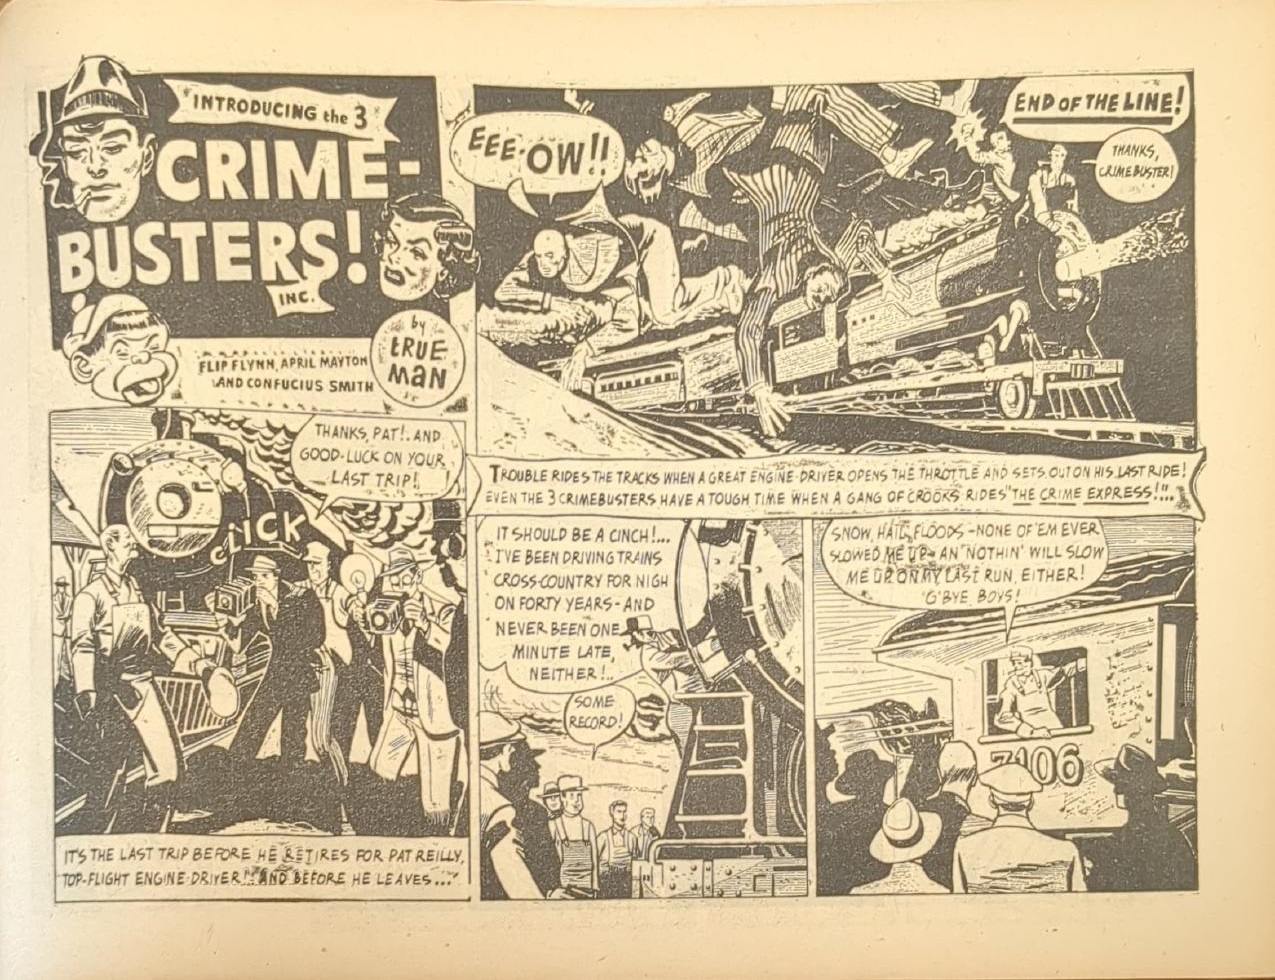 INTRODUCING the 3
CRIME-
BUSTERS!
INC.
by
TRUE
MAN
FLIP FLYNN, APRIL MAYTON
AND CONFUCIUS SMITH
EEE-OW!!
END OF THE LINE!
THANKS,
CRIMEBUSTER!
TROUBLE RIDES THE TRACKS WHEN A GREAT ENGINE-DRIVER OPENS THE THROTTLE AND SETS OUT ON HIS LAST RIDE!
EVEN THE 3 CRIMEBUSTERS HAVE A TOUGH TIME WHEN A GANG OF CROOKS RIDES "THE CRIME EXPRESS!"...
THANKS, PAT!. AND
GOOD-LUCK ON YOUR
LAST TRIP!
CLICK
IT'S THE LAST TRIP BEFORE HE RETIRES FOR PAT REILLY,
TOP-FLIGHT ENGINE-DRIVER!.. AND BEFORE HE LEAVES...
IT SHOULD BE A CINCH!...
I'VE BEEN DRIVING TRAINS
CROSS-COUNTRY FOR NIGH
ON FORTY YEARS-AND
NEVER BEEN ONE
MINUTE LATE,
NEITHER!..
SOME
RECORD!
SNOW, HAIL, FLOODS-NONE OF 'EM EVER
SLOWED ME UP-AN' NOTHIN' WILL SLOW
ME UP ON MY LAST RUN, EITHER!
'G'BYE BOYS!
7106